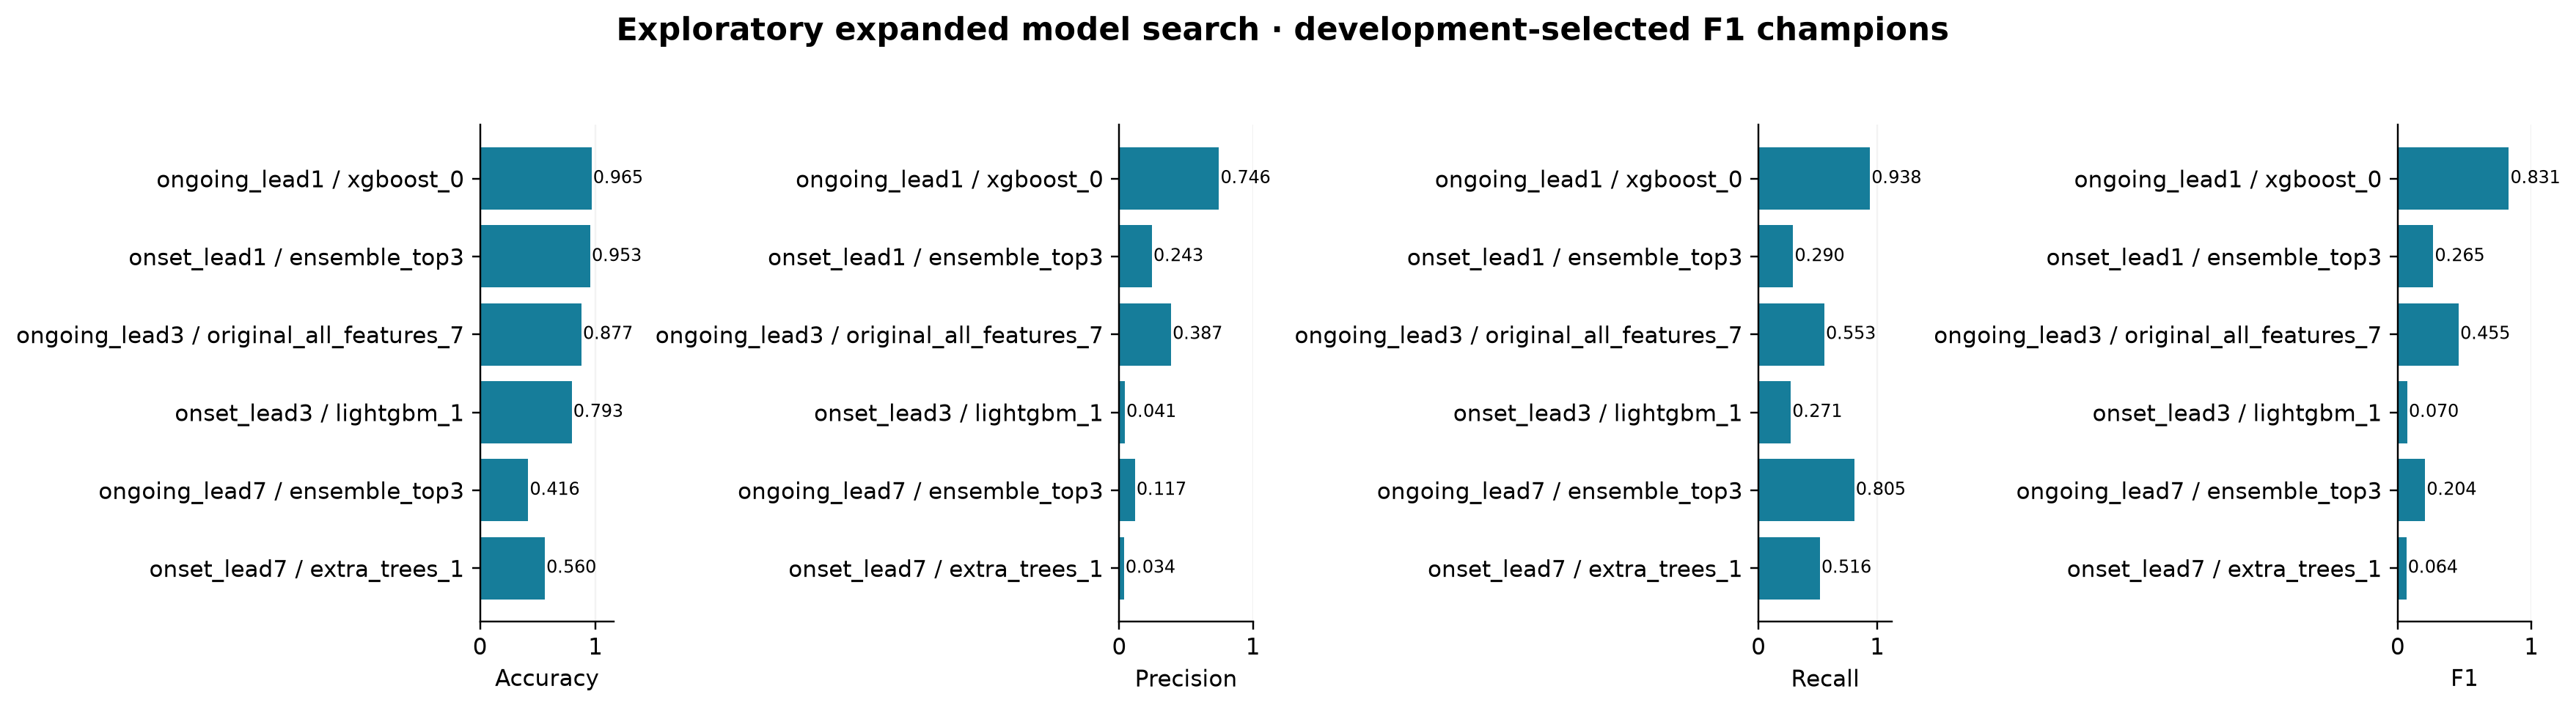 Exploratory expanded model search · development-selected F1 champions
ongoing_lead1 / xgboost_0
0.965
onset_lead1 / ensemble_top3
0.953
ongoing_lead3 / original_all_features_7
0.877
onset_lead3 / lightgbm_1
0.793
ongoing_lead7 / ensemble_top3
0.416
onset_lead7 / extra_trees_1
0.560
0 1
Accuracy
ongoing_lead1 / xgboost_0
0.746
onset_lead1 / ensemble_top3
0.243
ongoing_lead3 / original_all_features_7
0.387
onset_lead3 / lightgbm_1
0.041
ongoing_lead7 / ensemble_top3
0.117
onset_lead7 / extra_trees_1
0.034
0 1
Precision
ongoing_lead1 / xgboost_0
0.938
onset_lead1 / ensemble_top3
0.290
ongoing_lead3 / original_all_features_7
0.553
onset_lead3 / lightgbm_1
0.271
ongoing_lead7 / ensemble_top3
0.805
onset_lead7 / extra_trees_1
0.516
0 1
Recall
ongoing_lead1 / xgboost_0
0.831
onset_lead1 / ensemble_top3
0.265
ongoing_lead3 / original_all_features_7
0.455
onset_lead3 / lightgbm_1
0.070
ongoing_lead7 / ensemble_top3
0.204
onset_lead7 / extra_trees_1
0.064
0 1
F1